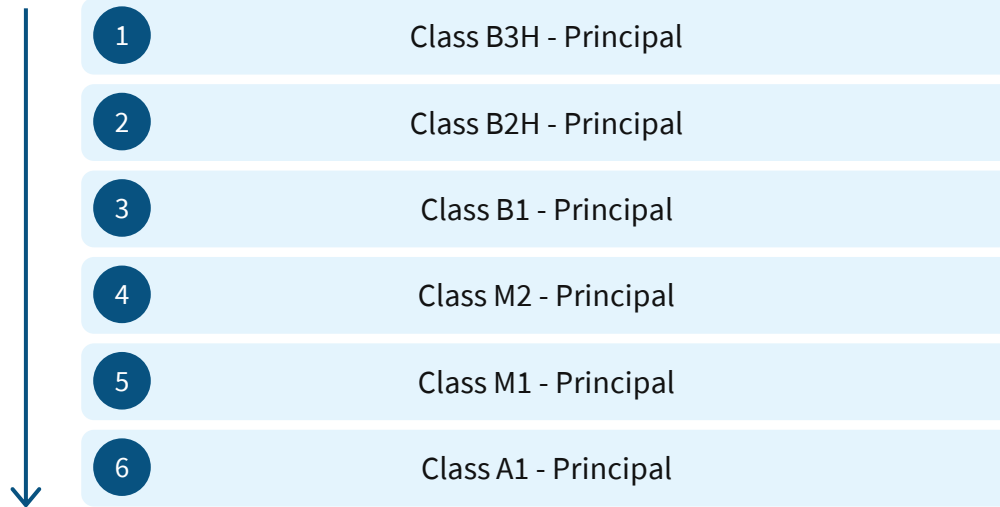 1 Class B3H - Principal
2 Class B2H - Principal
3 Class B1 - Principal
4 Class M2 - Principal
5 Class M1 - Principal
6 Class A1 - Principal